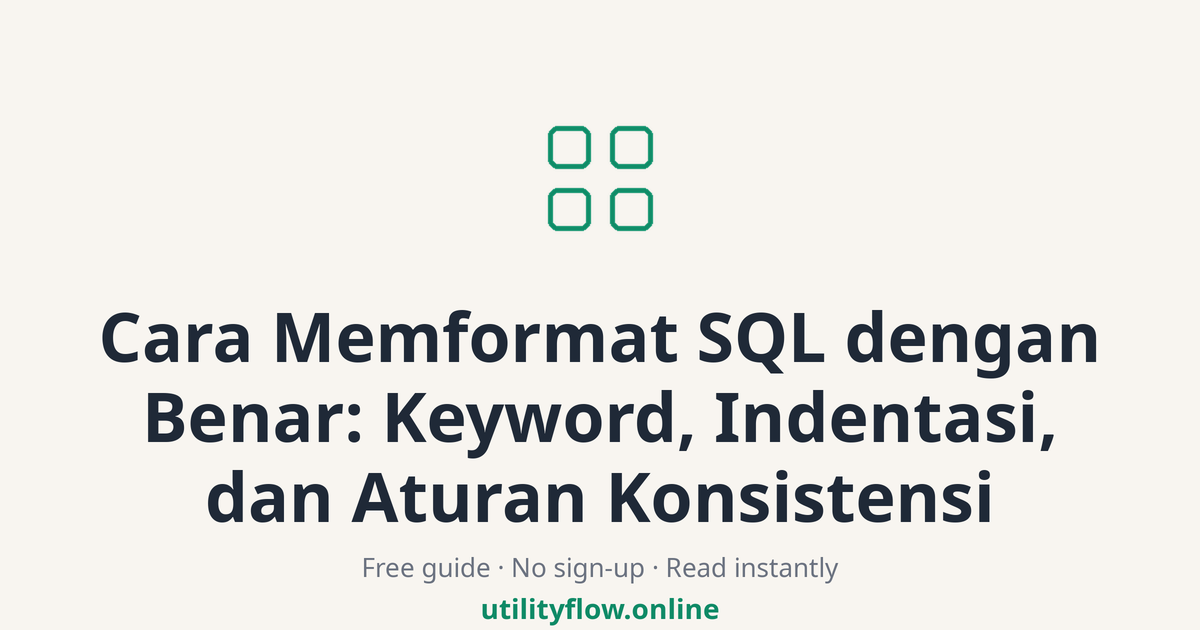 Cara Memformat SQL dengan
Benar: Keyword, Indentasi,
dan Aturan Konsistensi
Free guide · No sign-up · Read instantly
utilityflow.online